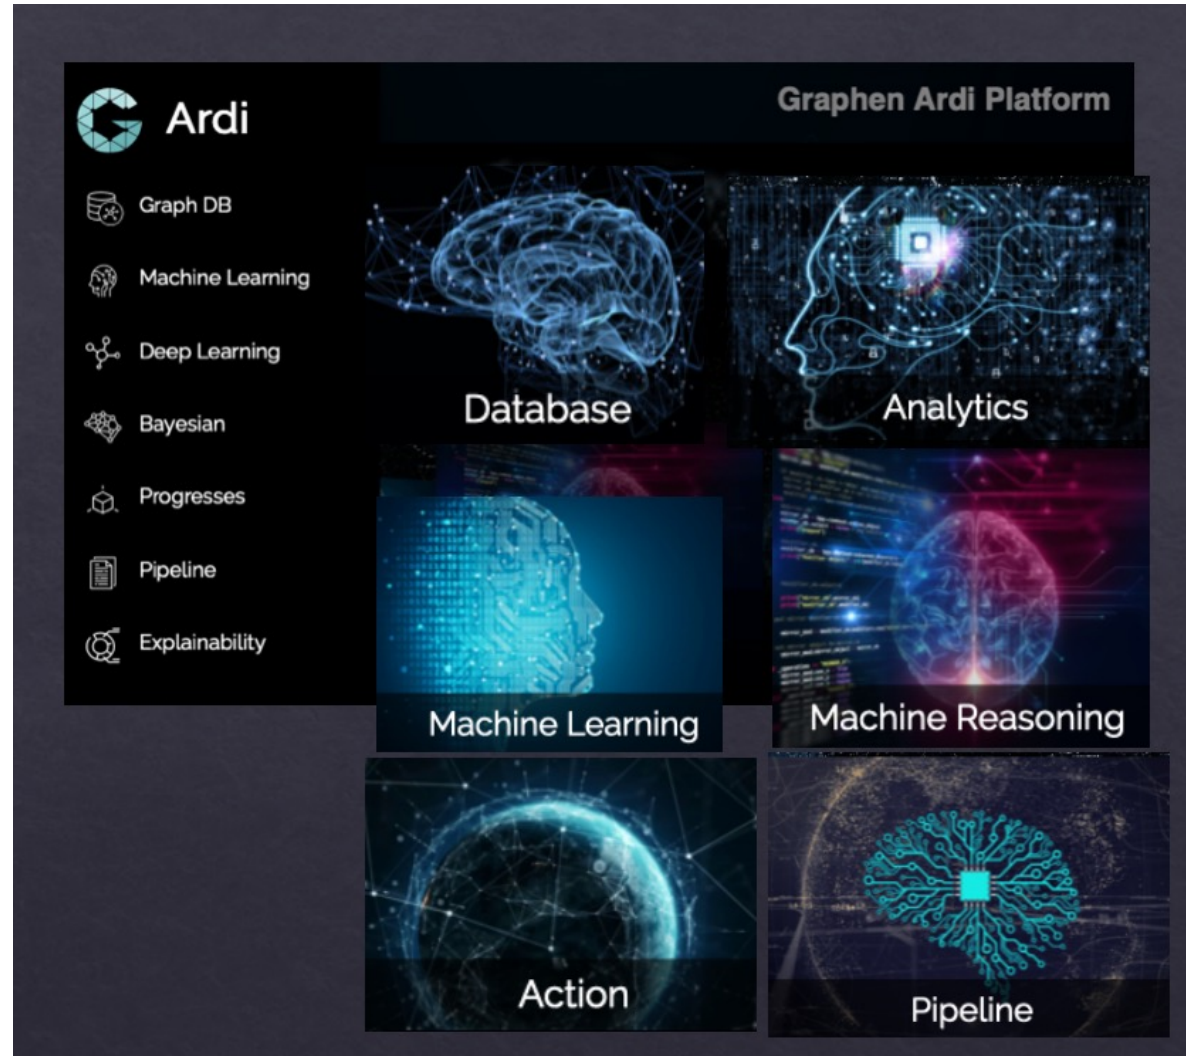 Ardi
Graphen Ardi Platform
Graph DB
Machine Learning
Deep Learning
Bayesian
Progresses
Pipeline
Explainability
Database
Analytics
Machine Learning
Machine Reasoning
Action
Pipeline